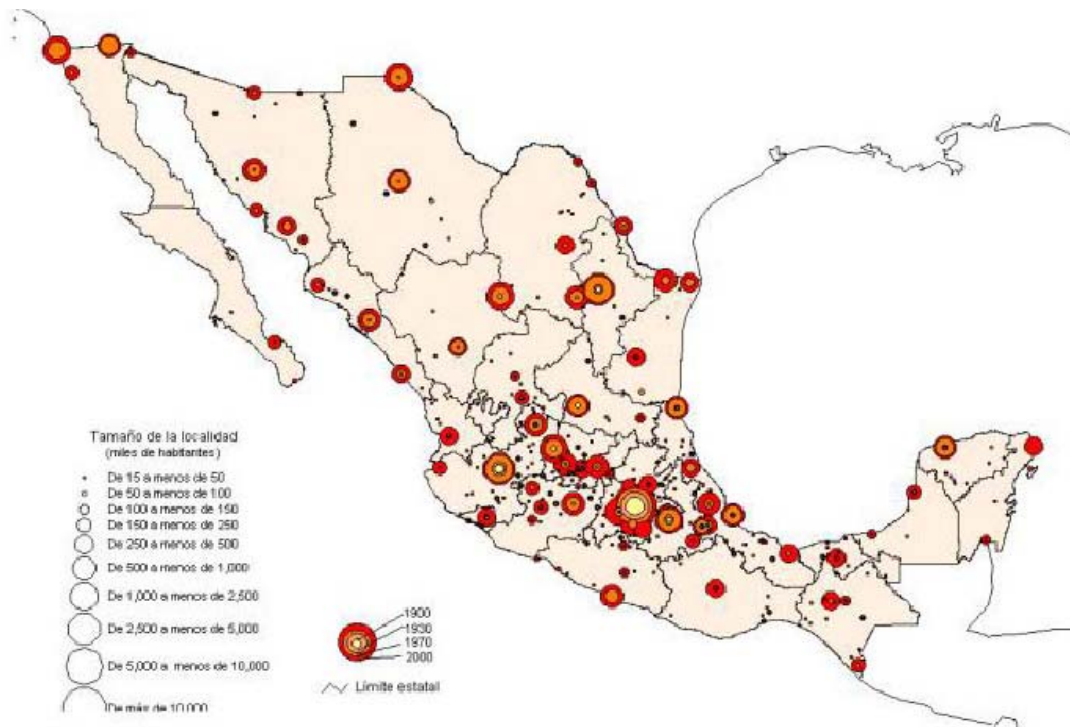 Tamaño de la localidad
(miles de habitantes)
De 15 a menos de 50
De 50 a menos de 100
De 100 a menos de 150
De 150 a menos de 250
De 250 a menos de 500
De 500 a menos de 1,000
De 1,000 a menos de 2,500
De 2,500 a menos de 5,000
De 5,000 a menos de 10,000
De más de 10,000
1900
1930
1970
2000
Límite estatal